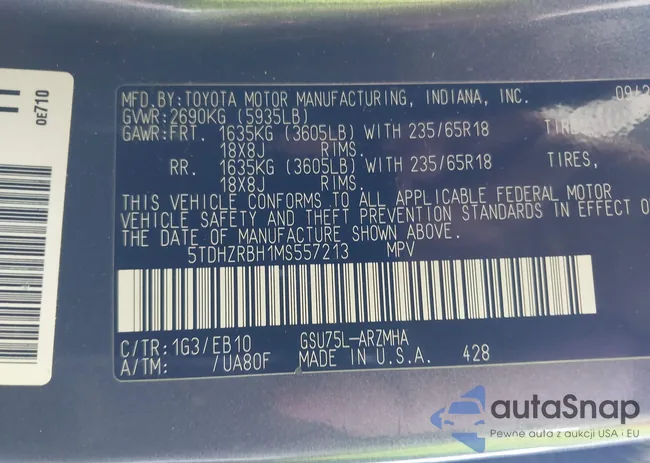 MFD.BY:TOYOTA MOTOR MANUFACTURING, INDIANA, INC.
GVWR:2690KG (5935LB)
GAWR:FRT. 1635KG (3605LB) WITH 235/65R18 TIRES,
18X8J RIMS.
RR. 1635KG (3605LB) WITH 235/65R18 TIRES,
18X8J RIMS.
THIS VEHICLE CONFORMS TO ALL APPLICABLE FEDERAL MOTOR
VEHICLE SAFETY AND THEFT PREVENTION STANDARDS IN EFFECT
THE DATE OF MANUFACTURE SHOWN ABOVE.
5TDHZRBH1MS557213 MPV
C/TR:1G3/EB10 GSU75L-ARZMHA
A/TM: /UA80F MADE IN U.S.A. 428
0E710
autoSnap
Pewne auta z aukcji USA i EU